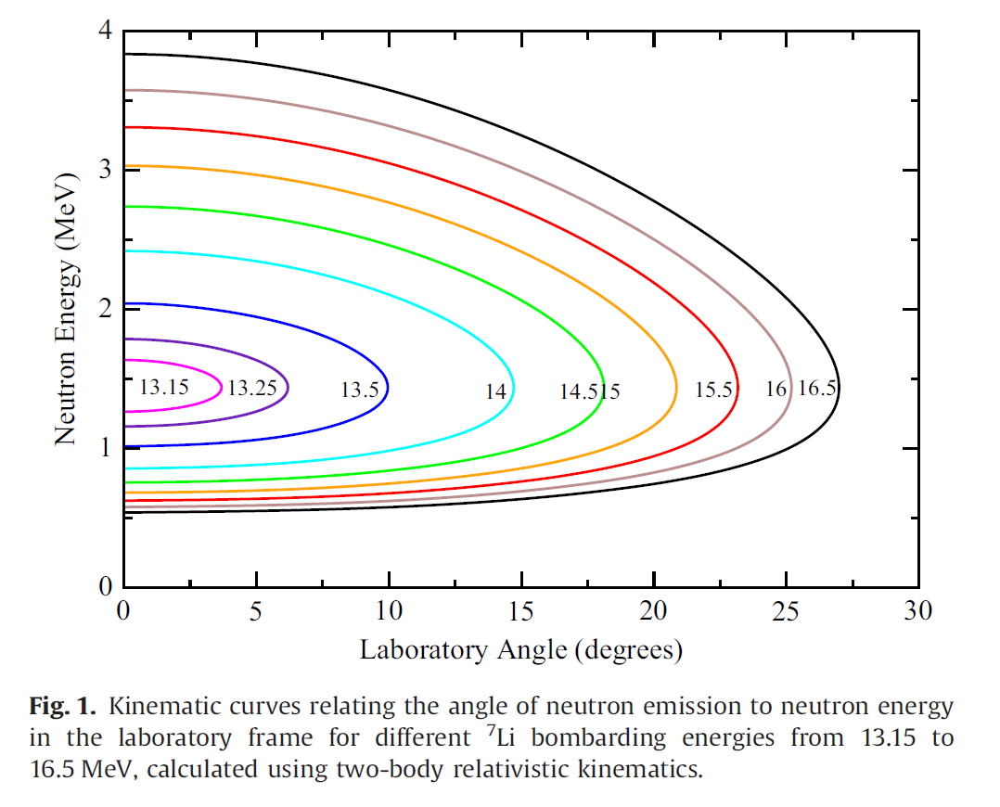 4
3
2
1
0
Neutron Energy (MeV)
13.15 13.25 13.5 14 14.515 15.5 16 16.5
0 5 10 15 20 25 30
Laboratory Angle (degrees)
Fig. 1. Kinematic curves relating the angle of neutron emission to neutron energy
in the laboratory frame for different ⁷Li bombarding energies from 13.15 to
16.5 MeV, calculated using two-body relativistic kinematics.